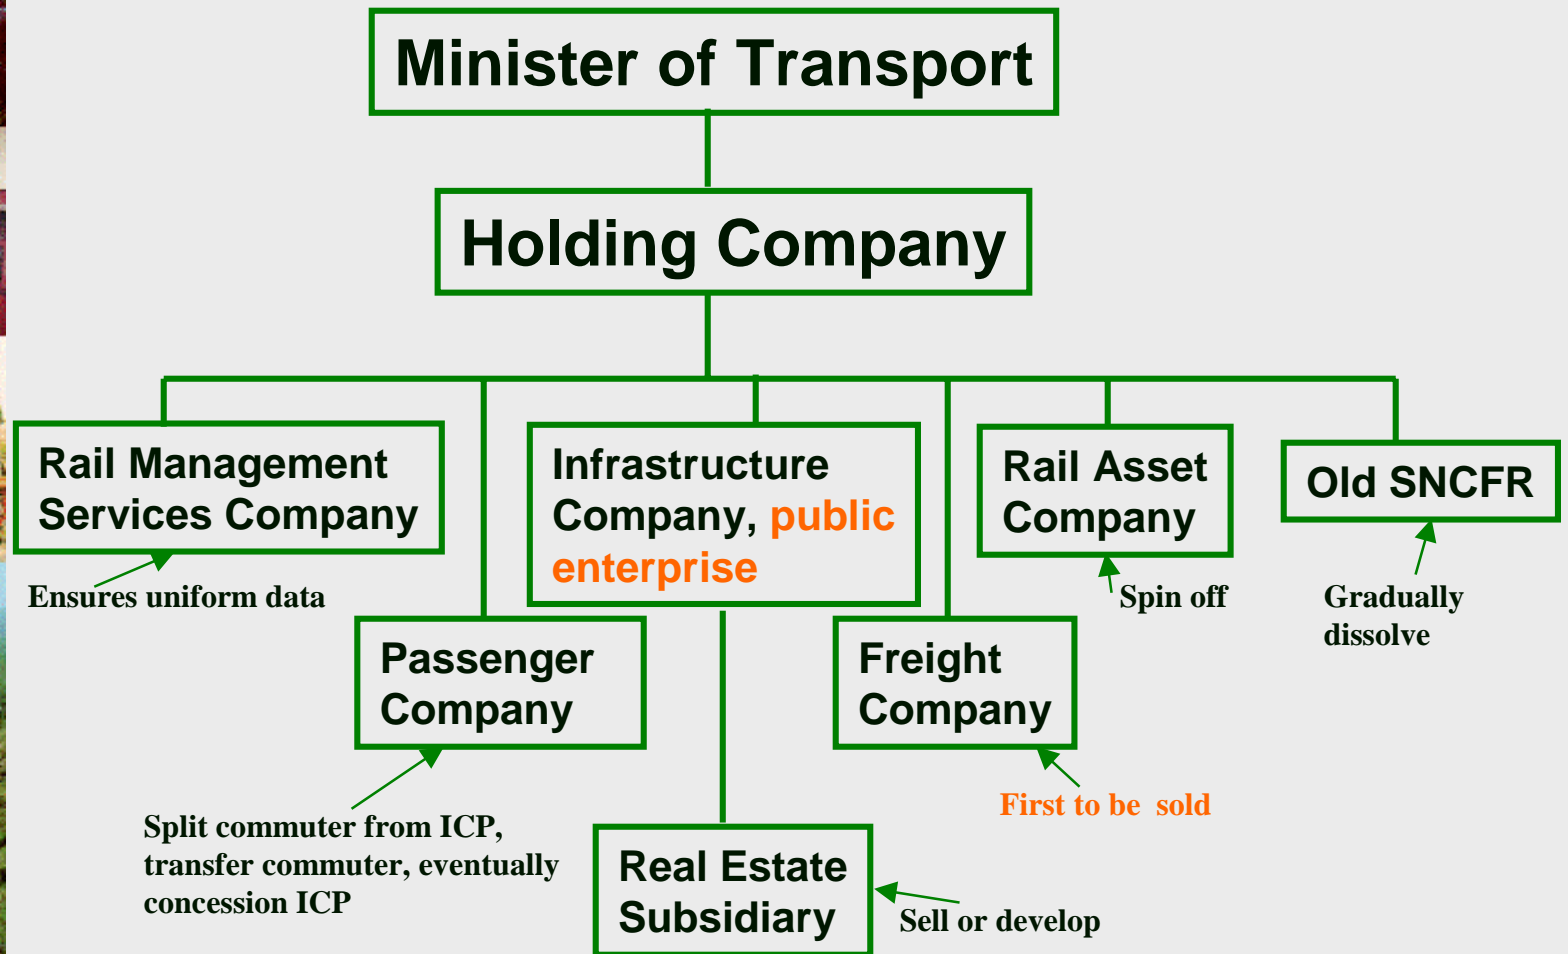 Minister of Transport
Holding Company
Rail Management
Services Company
Ensures uniform data
Passenger
Company
Split commuter from ICP,
transfer commuter, eventually
concession ICP
Infrastructure
Company, public
enterprise
Real Estate
Subsidiary
Sell or develop
Freight
Company
First to be  sold
Rail Asset
Company
Spin off
Old SNCFR
Gradually
dissolve